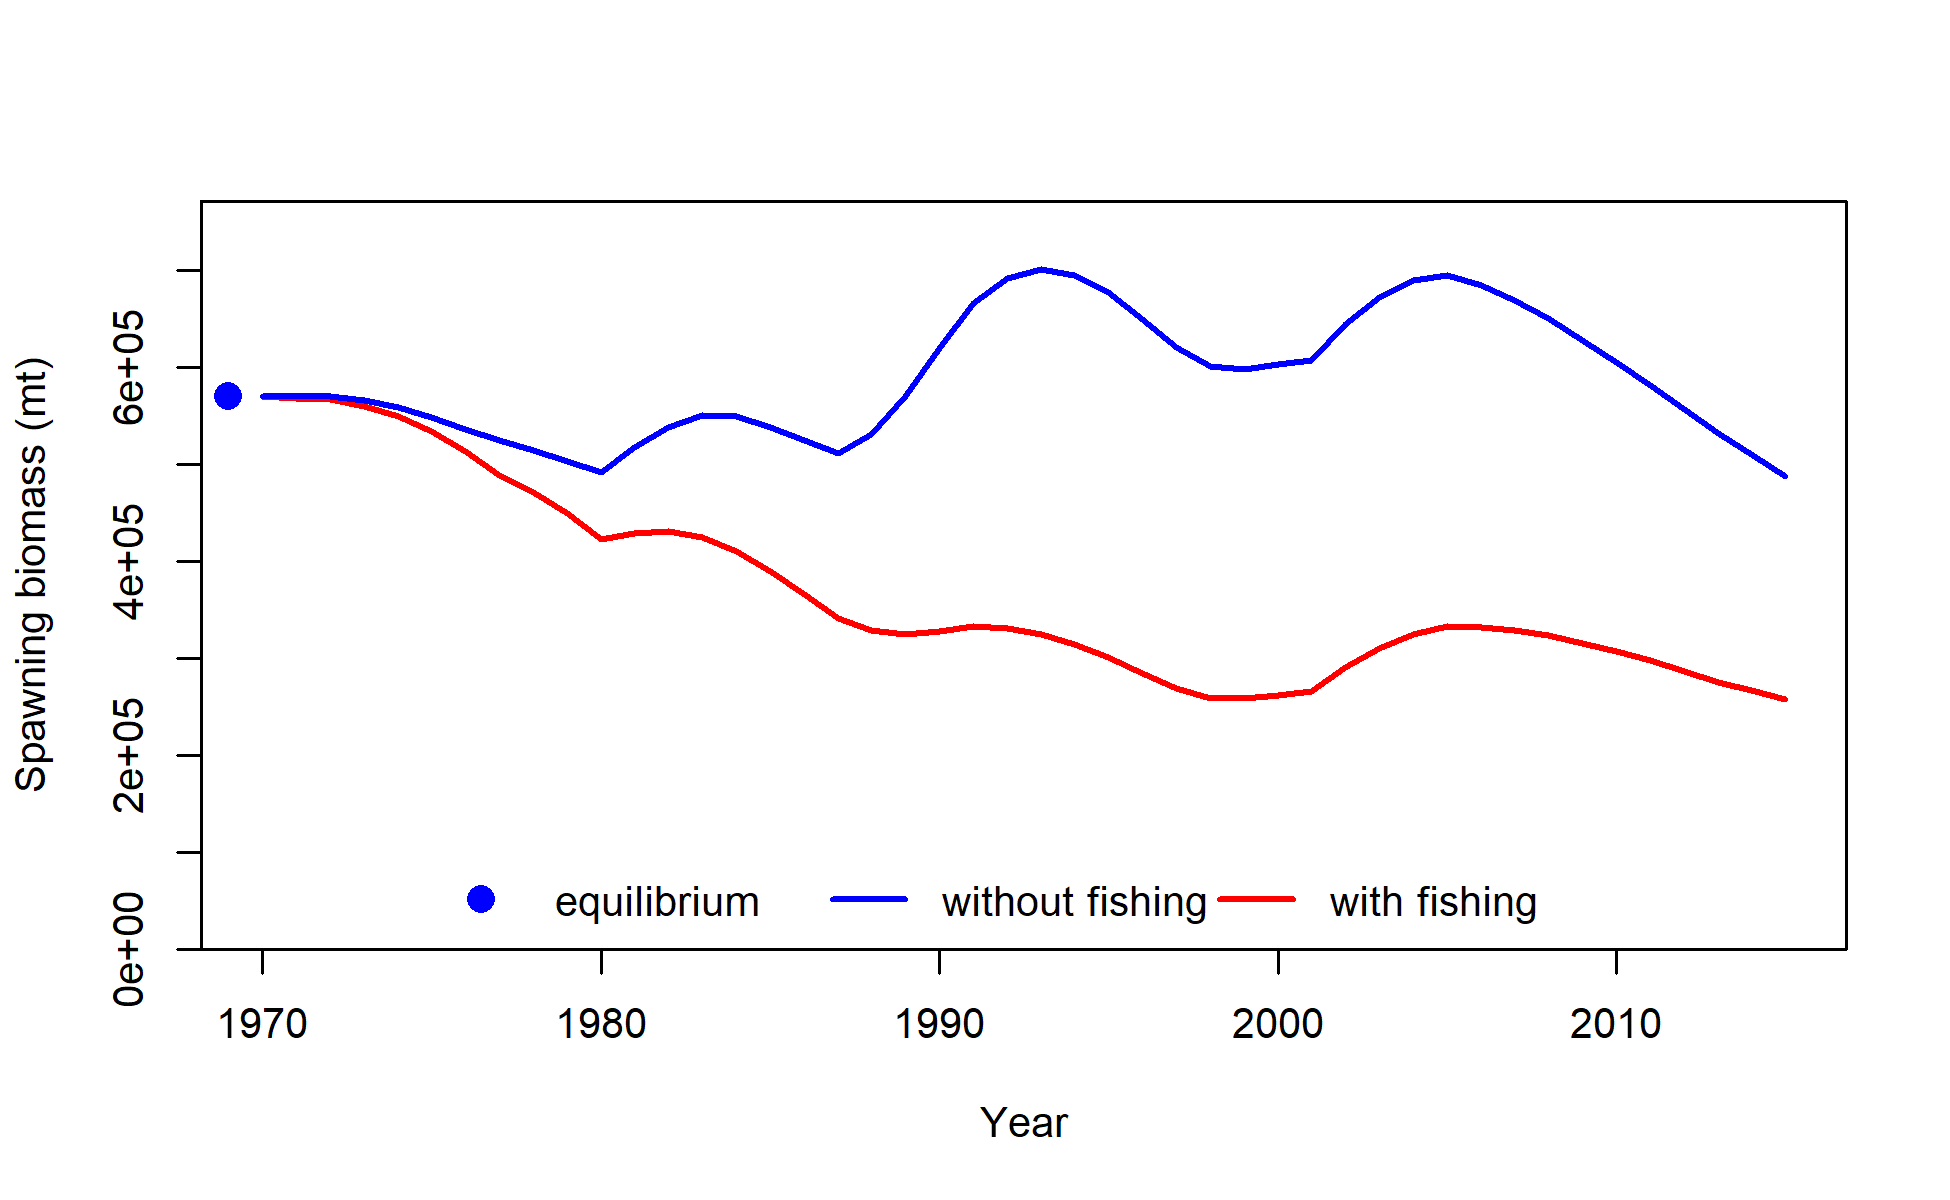 Spawning biomass (mt)
6e+05
4e+05
2e+05
0e+00
equilibrium without fishing with fishing
1970 1980 1990 2000 2010
Year